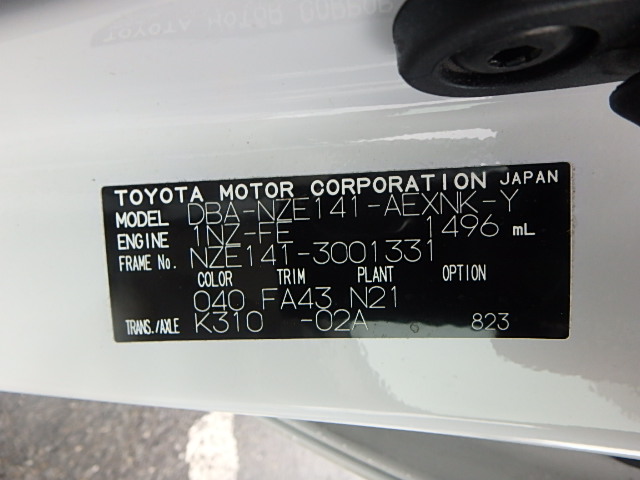 TOYOTA MOTOR CORPORATION JAPAN
MODEL DBA-NZE141-AEXNK-Y
ENGINE 1NZ-FE 1496 mL
FRAME No. NZE141-3001331
COLOR TRIM PLANT OPTION
040 FA43 N21
TRANS./AXLE K310 -02A 823